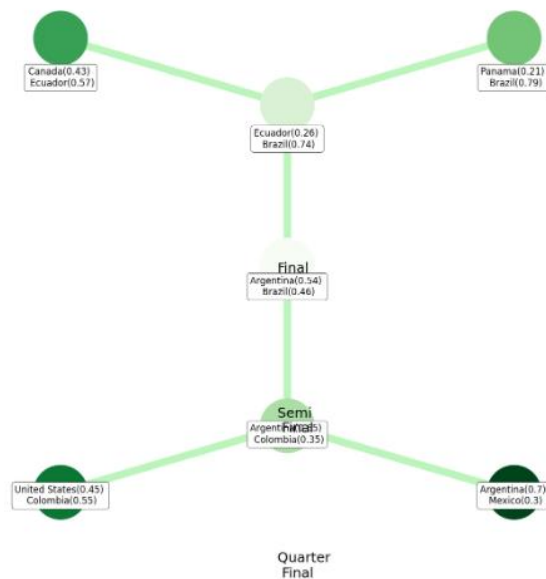 Canada(0.43)
Ecuador(0.57)
Panama(0.21)
Brazil(0.79)
Ecuador(0.26)
Brazil(0.74)
Final
Argentina(0.54)
Brazil(0.46)
Semi
Final
Colombia(0.35)
United States(0.45)
Colombia(0.55)
Argentina(0.7)
Mexico(0.3)
Quarter
Final